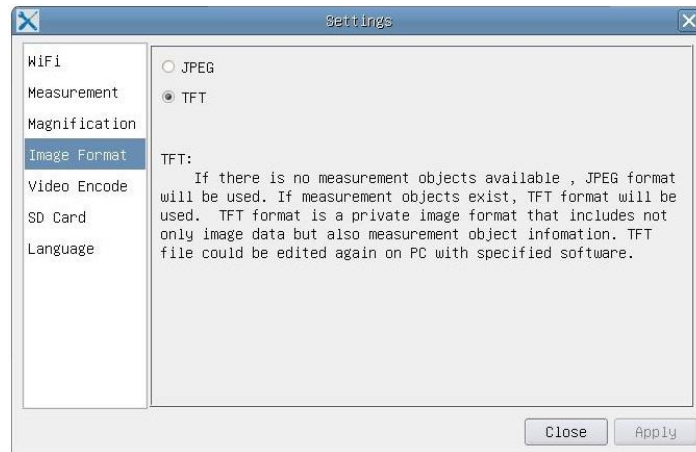 Settings
WiFi
Measurement
Magnification
Image Format
Video Encode
SD Card
Language
JPEG
TFT
TFT:
If there is no measurement objects available , JPEG format
will be used. If measurement objects exist, TFT format will be
used. TFT format is a private image format that includes not
only image data but also measurement object infomation. TFT
file could be edited again on PC with specified software.
Close
Apply